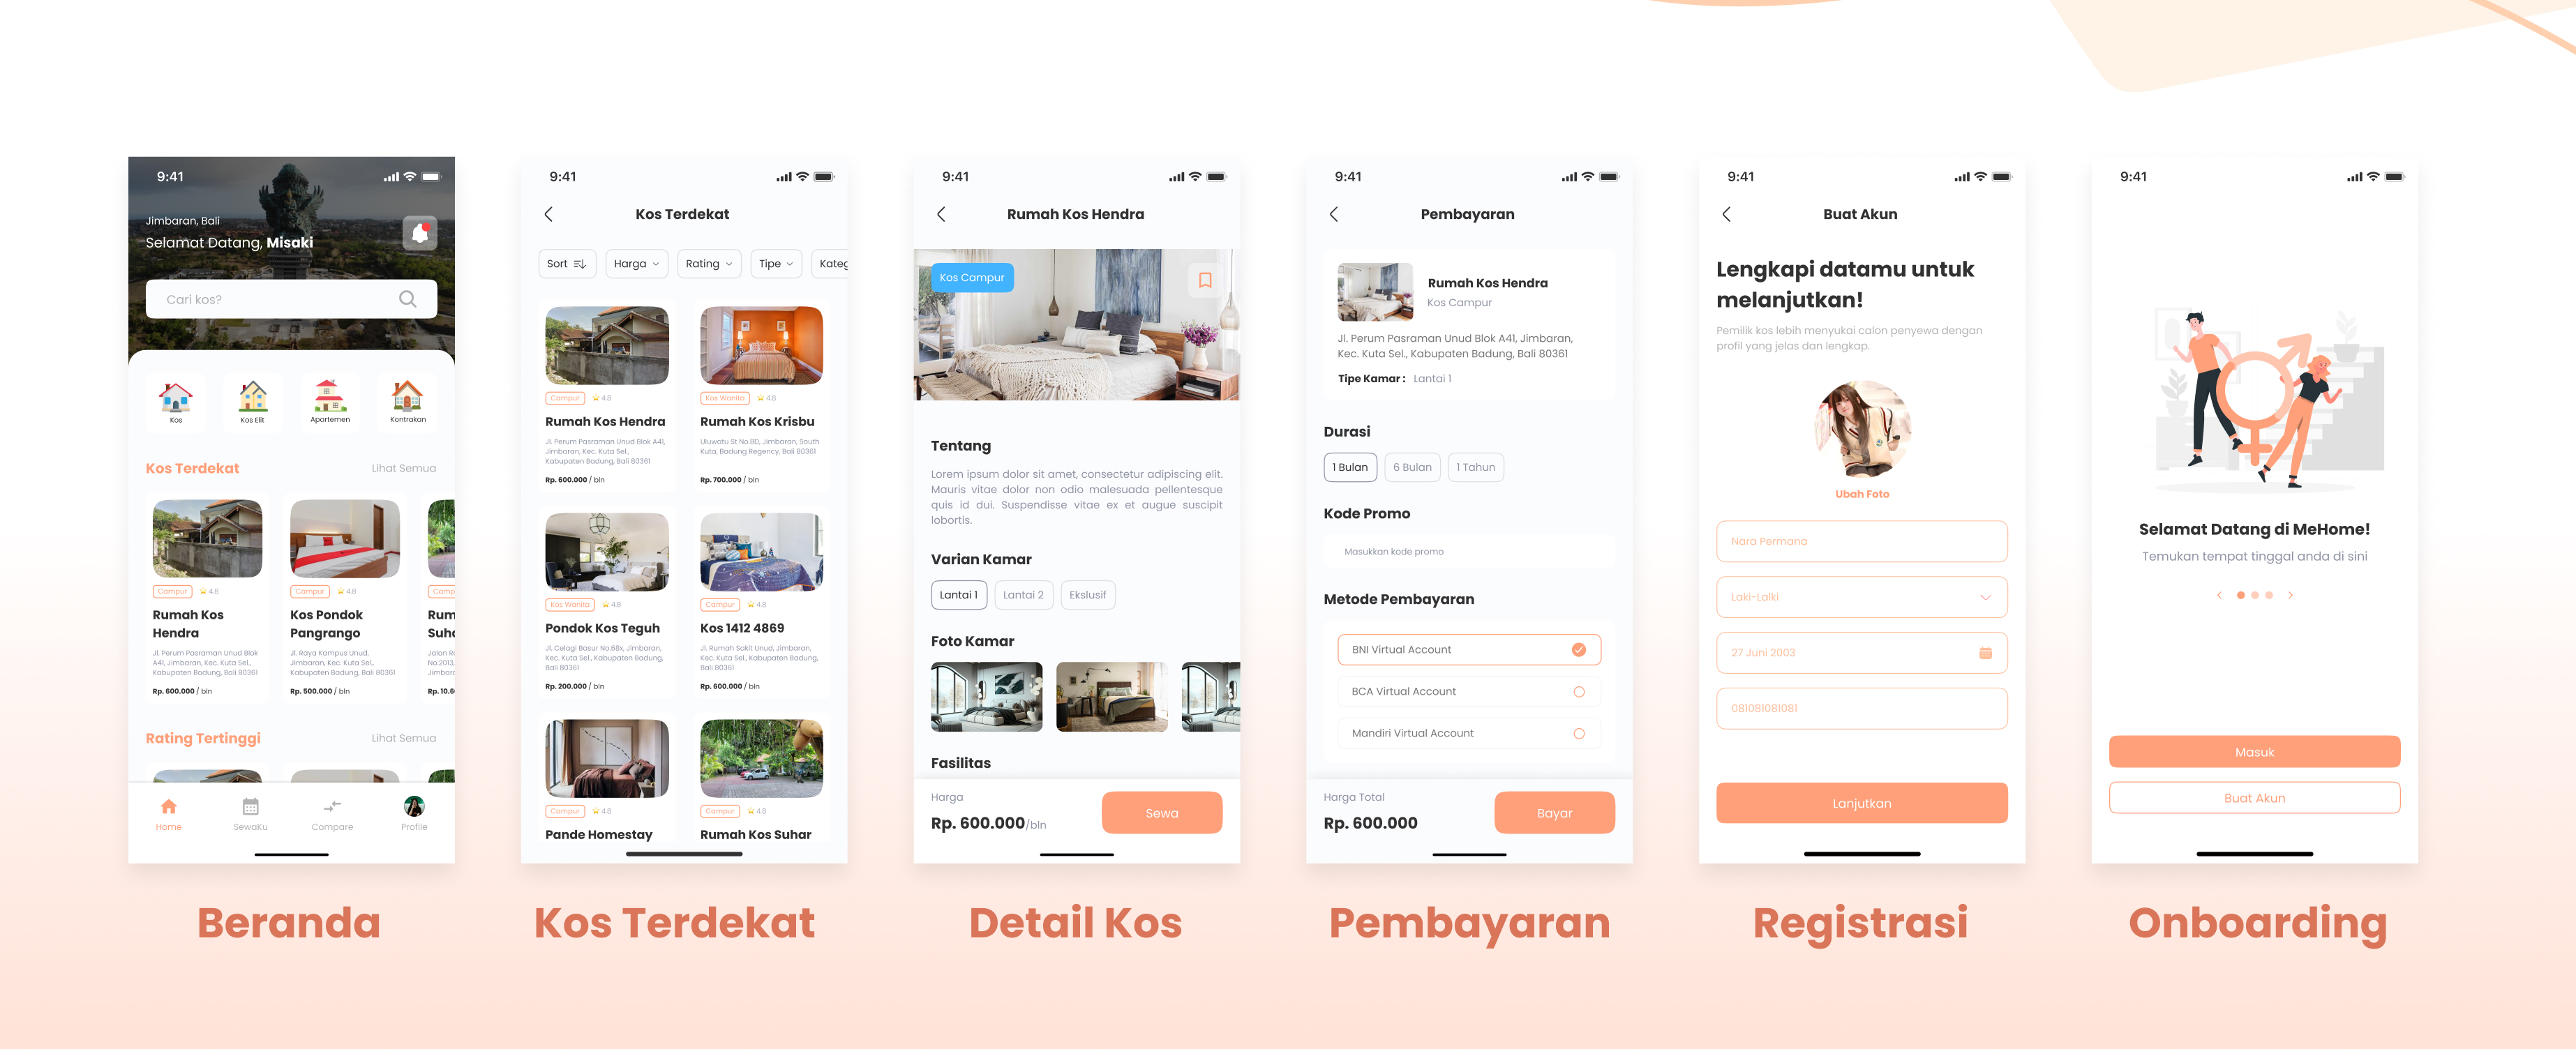 9:41
Jimbaran, Bali
Selamat Datang, Misaki
Cari kos?
Kos
Kos Elit
Apartemen
Kontrakan
Kos Terdekat
Lihat Semua
Campur
4.8
Rumah Kos
Hendra
Jl. Perum Pasraman Unud Blok
A41, Jimbaran, Kec. Kuta Sel.,
Kabupaten Badung, Bali 80361
Rp. 600.000 / bln
Campur
4.8
Kos Pondok
Pangrango
Jl. Raya Kampus Unud,
Jimbaran, Kec. Kuta Sel.,
Kabupaten Badung, Bali 80361
Rp. 500.000 / bln
Camp
Rum
Suh
Jalan R
No.2013,
Jimbar
Rp. 10.6
Rating Tertinggi
Lihat Semua
Home
SewaKu
Compare
Profile
Beranda
9:41
Kos Terdekat
Sort
Harga
Rating
Tipe
Kateg
Campur
4.8
Rumah Kos Hendra
Jl. Perum Pasraman Unud Blok A41,
Jimbaran, Kec. Kuta Sel.,
Kabupaten Badung, Bali 80361
Rp. 600.000 / bln
Kos Wanita
4.8
Rumah Kos Krisbu
Uluwatu St No.8D, Jimbaran, South
Kuta, Badung Regency, Bali 80361
Rp. 700.000 / bln
Kos Wanita
4.8
Pondok Kos Teguh
Jl. Celagi Basur No.68x, Jimbaran,
Kec. Kuta Sel., Kabupaten Badung,
Bali 80361
Rp. 200.000 / bln
Campur
4.8
Kos 1412 4869
Jl. Rumah Sakit Unud, Jimbaran,
Kec. Kuta Sel., Kabupaten Badung,
Bali 80361
Rp. 600.000 / bln
Campur
4.8
Pande Homestay
Campur
4.8
Rumah Kos Suhar
Kos Terdekat
9:41
Rumah Kos Hendra
Kos Campur
Tentang
Lorem ipsum dolor sit amet, consectetur adipiscing elit.
Mauris vitae dolor non odio malesuada pellentesque
quis id dui. Suspendisse vitae ex et augue suscipit
lobortis.
Varian Kamar
Lantai 1
Lantai 2
Ekslusif
Foto Kamar
Fasilitas
Harga
Rp. 600.000/bln
Sewa
Detail Kos
9:41
Pembayaran
Rumah Kos Hendra
Kos Campur
Jl. Perum Pasraman Unud Blok A41, Jimbaran,
Kec. Kuta Sel., Kabupaten Badung, Bali 80361
Tipe Kamar : Lantai 1
Durasi
1 Bulan
6 Bulan
1 Tahun
Kode Promo
Masukkan kode promo
Metode Pembayaran
BNI Virtual Account
BCA Virtual Account
Mandiri Virtual Account
Harga Total
Rp. 600.000
Bayar
Pembayaran
9:41
Buat Akun
Lengkapi datamu untuk
melanjutkan!
Pemilik kos lebih menyukai calon penyewa dengan
profil yang jelas dan lengkap.
Ubah Foto
Nara Permana
Laki-Lalki
27 Juni 2003
081081081081
Lanjutkan
Registrasi
9:41
Selamat Datang di MeHome!
Temukan tempat tinggal anda di sini
Masuk
Buat Akun
Onboarding